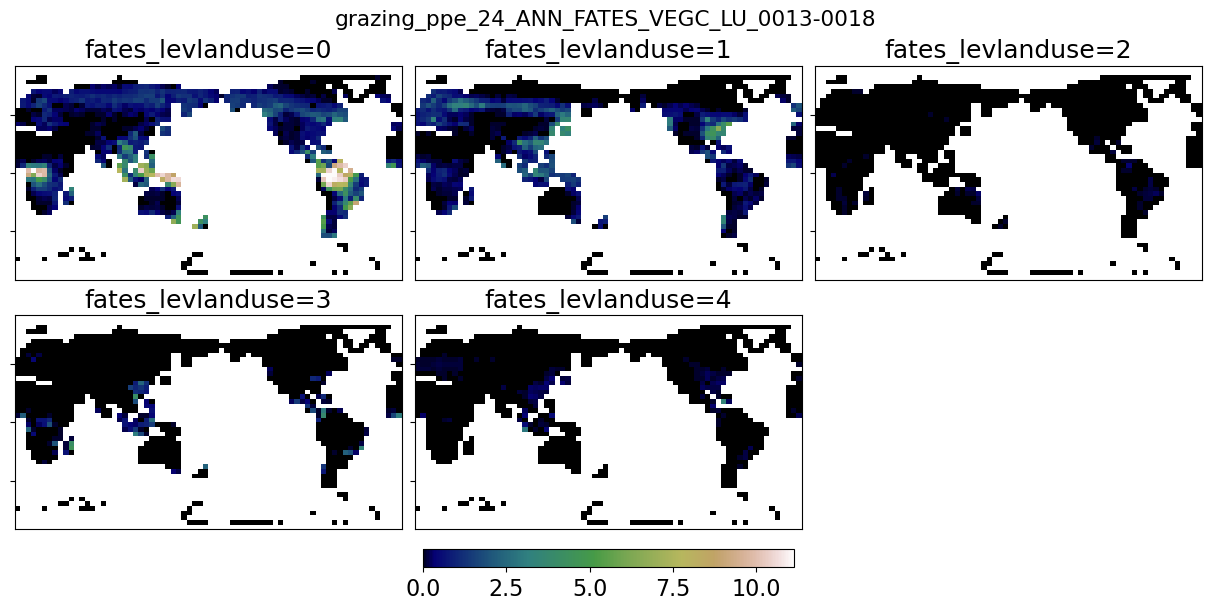 grazing_ppe_24_ANN_FATES_VEGC_LU_0013-0018
fates_levlanduse=0
fates_levlanduse=1
fates_levlanduse=2
fates_levlanduse=3
fates_levlanduse=4
0.0 2.5 5.0 7.5 10.0